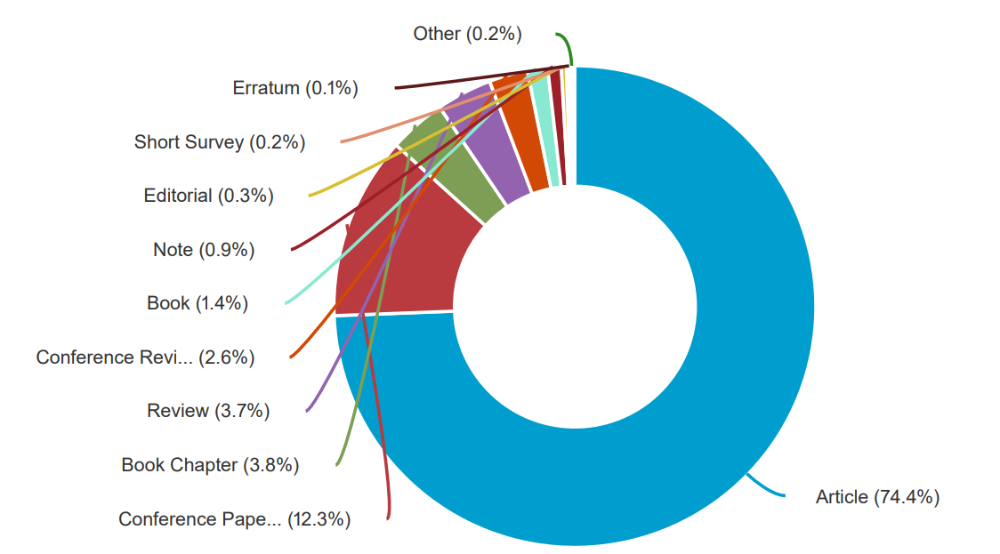 Other (0.2%)
Erratum (0.1%)
Short Survey (0.2%)
Editorial (0.3%)
Note (0.9%)
Book (1.4%)
Conference Revi... (2.6%)
Review (3.7%)
Book Chapter (3.8%)
Article (74.4%)
Conference Pape... (12.3%)